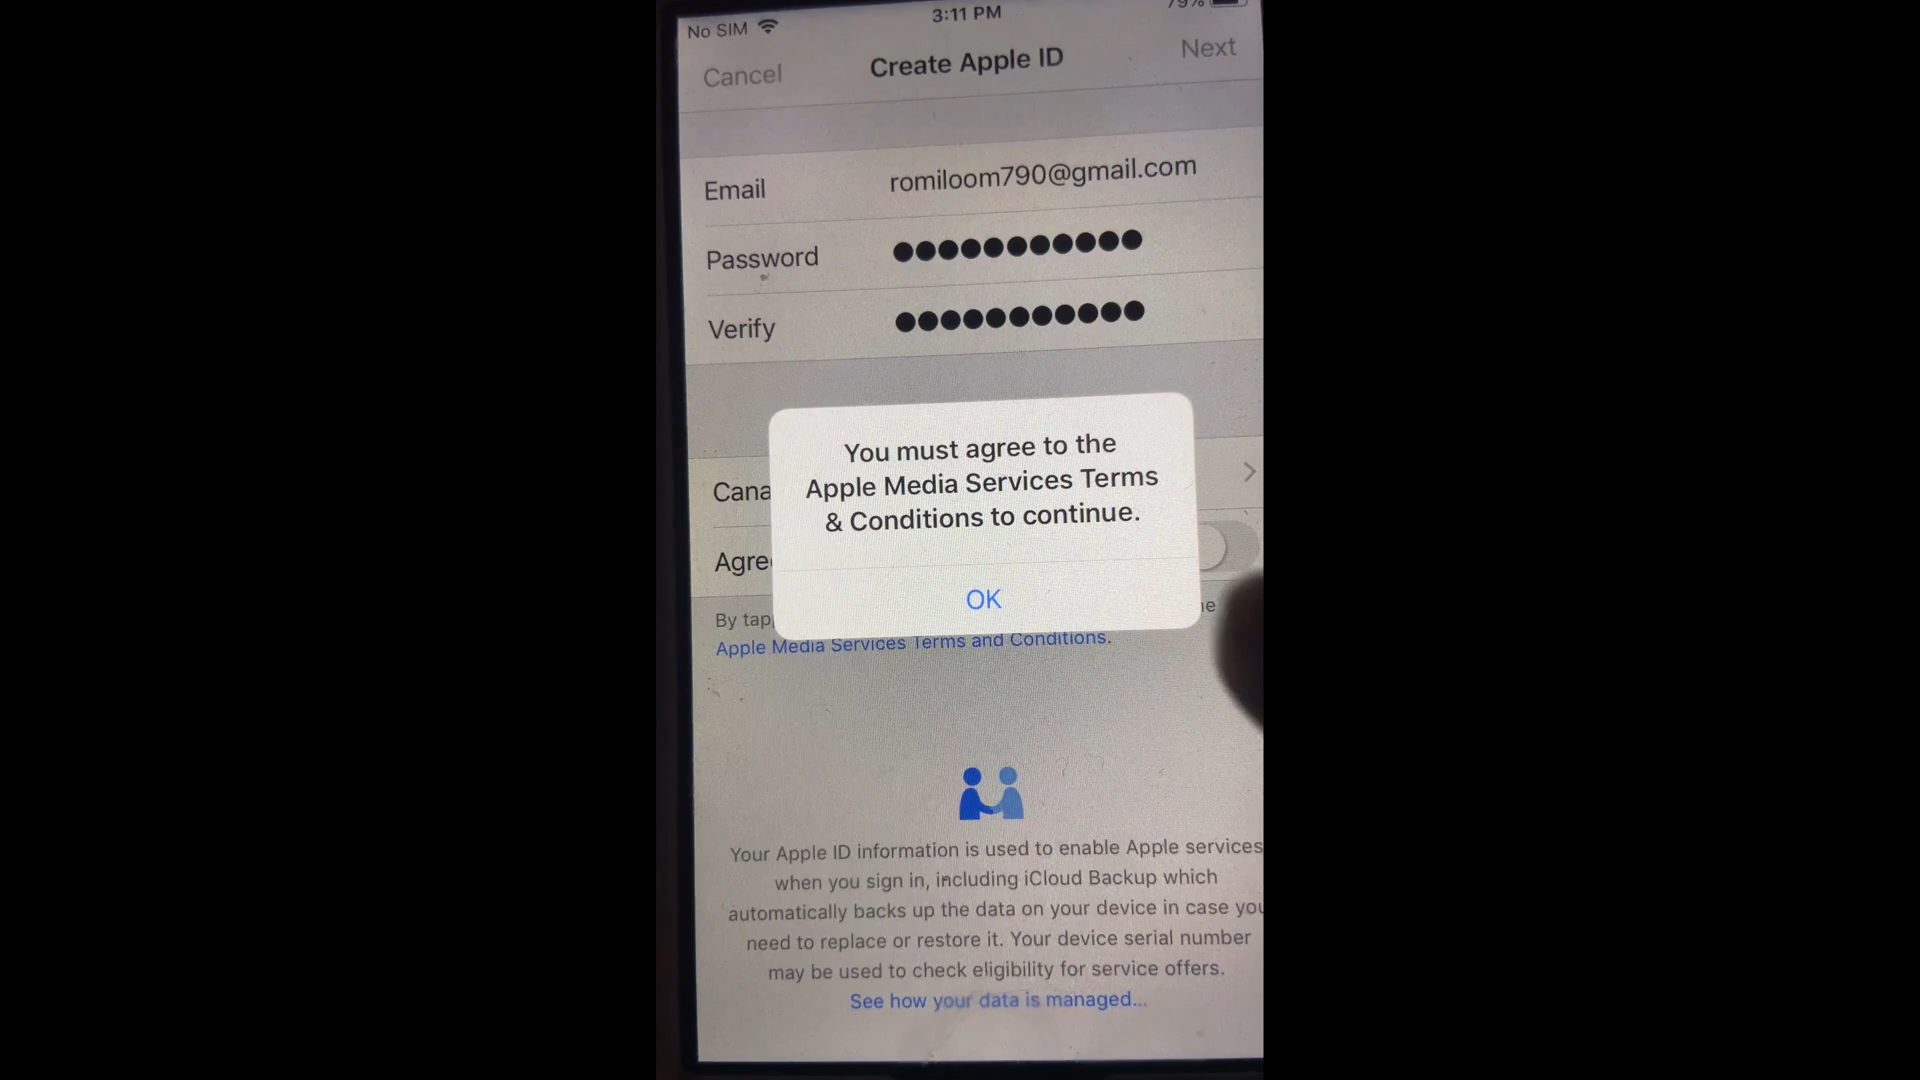 No SIM
3:11 PM
79%
Cancel
Create Apple ID
Next
Email
romiloom790@gmail.com
Password
●●●●●●●●●●●
Verify
●●●●●●●●●●●
You must agree to the
Apple Media Services Terms
& Conditions to continue.
OK
Cana
Agre
By tap
Apple Media Services Terms and Conditions.
Your Apple ID information is used to enable Apple services
when you sign in, including iCloud Backup which
automatically backs up the data on your device in case you
need to replace or restore it. Your device serial number
may be used to check eligibility for service offers.
See how your data is managed...